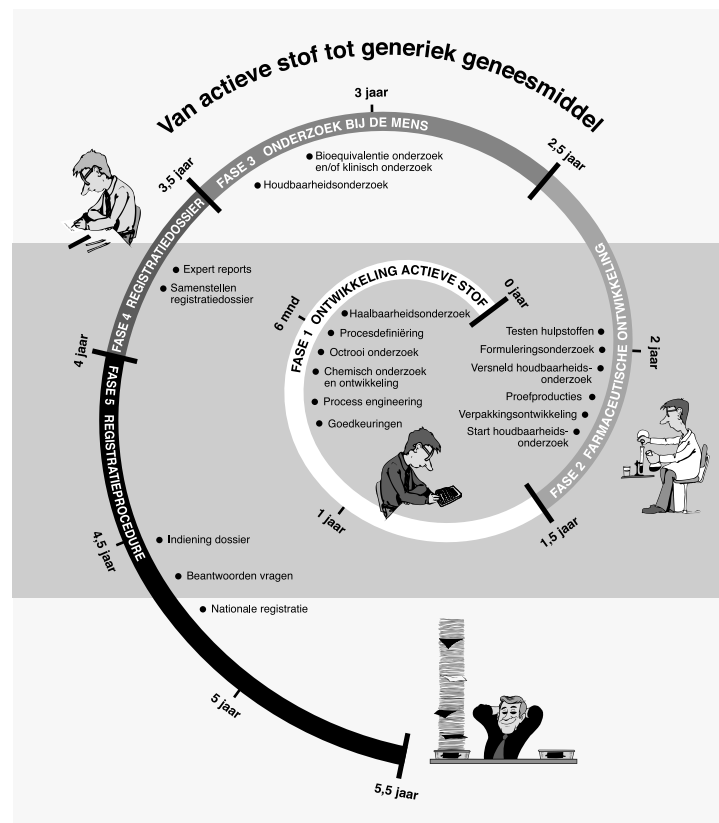 Van actieve stof tot generiek geneesmiddel
0 jaar
FASE 1 ONTWIKKELING ACTIEVE STOF
Haalbaarheidsonderzoek
Procesdefiniëring
Octrooi onderzoek
Chemisch onderzoek
en ontwikkeling
Process engineering
Goedkeuringen
6 mnd
1 jaar
1,5 jaar
FASE 2 FARMACEUTISCHE ONTWIKKELING
Testen hulpstoffen
Formuleringsonderzoek
Versneld houdbaarheids-
onderzoek
Proefproducties
Verpakkingsontwikkeling
Start houdbaarheids-
onderzoek
2 jaar
2,5 jaar
FASE 3 ONDERZOEK BIJ DE MENS
Bioequivalentie onderzoek
en/of klinisch onderzoek
Houdbaarheidsonderzoek
3 jaar
3,5 jaar
FASE 4 REGISTRATIEDOSSIER
Expert reports
Samenstellen
registratiedossier
4 jaar
FASE 5 REGISTRATIEPROCEDURE
Indiening dossier
Beantwoorden vragen
Nationale registratie
4,5 jaar
5 jaar
5,5 jaar